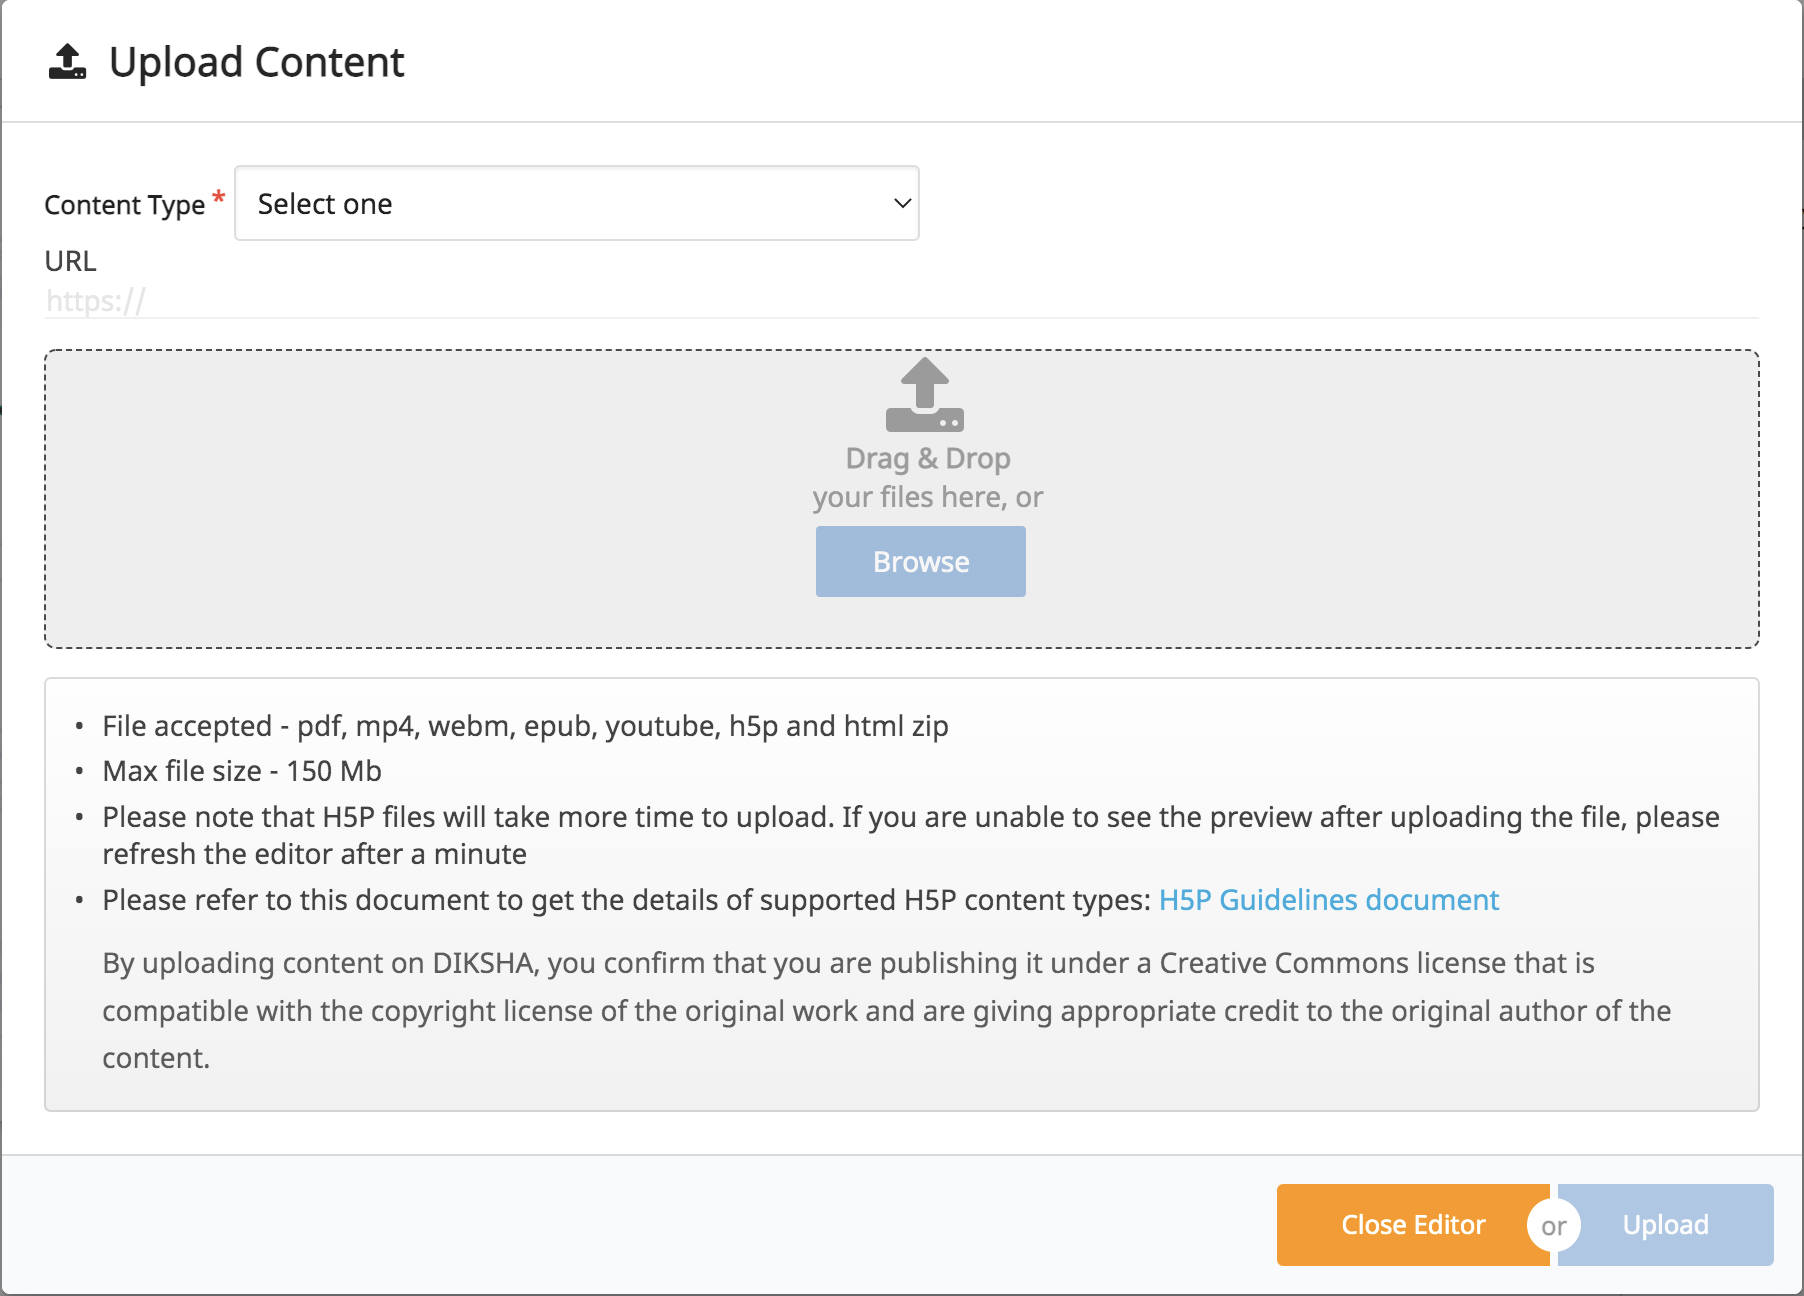 Upload Content
Content Type *
Select one
URL
https://
Drag & Drop
your files here, or
Browse
• File accepted - pdf, mp4, webm, epub, youtube, h5p and html zip
• Max file size - 150 Mb
• Please note that H5P files will take more time to upload. If you are unable to see the preview after uploading the file, please
refresh the editor after a minute
• Please refer to this document to get the details of supported H5P content types: H5P Guidelines document
By uploading content on DIKSHA, you confirm that you are publishing it under a Creative Commons license that is
compatible with the copyright license of the original work and are giving appropriate credit to the original author of the
content.
Close Editor or Upload